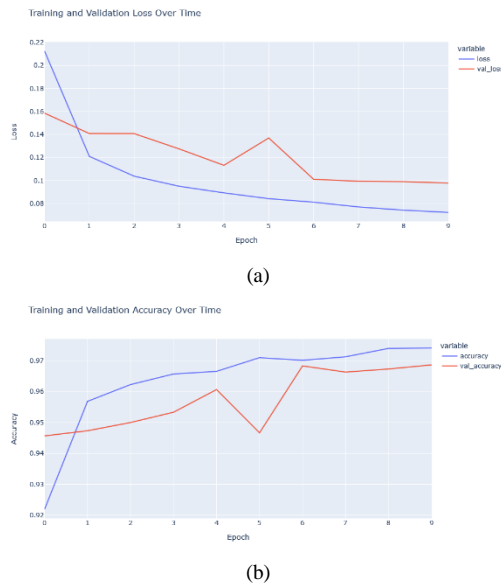 Training and Validation Loss Over Time
variable
loss
val_loss
0.22
0.2
0.18
0.16
0.14
0.12
0.1
0.08
Loss
0 1 2 3 4 5 6 7 8 9
Epoch
(a)
Training and Validation Accuracy Over Time
variable
accuracy
val_accuracy
0.97
0.96
0.95
0.94
0.93
0.92
Accuracy
0 1 2 3 4 5 6 7 8 9
Epoch
(b)